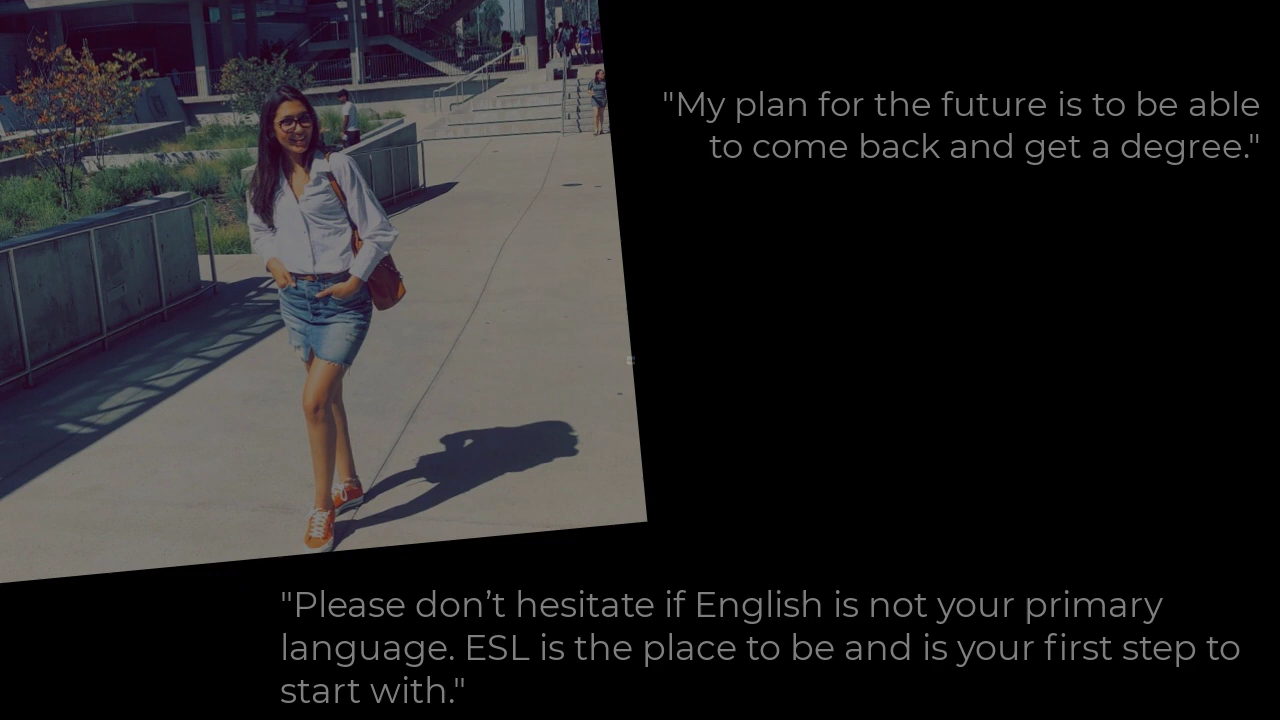 "My plan for the future is to be able
to come back and get a degree."
"Please don’t hesitate if English is not your primary
language. ESL is the place to be and is your first step to
start with."